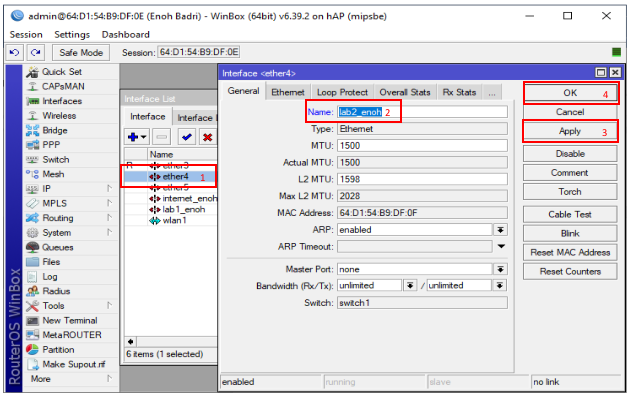 admin@64:D1:54:B9:DF:0E (Enoh Badri) - WinBox (64bit) v6.39.2 on hAP (mipsbe)
Session Settings Dashboard
Safe Mode Session: 64:D1:54:B9:DF:0E
RouterOS WinBox
Quick Set
CAPsMAN
Interfaces
Wireless
Bridge
PPP
Switch
Mesh
IP
MPLS
Routing
System
Queues
Files
Log
Radius
Tools
New Terminal
MetaROUTER
Partition
Make Supout.rif
More
Interface List
Interface Interface
Name
R ether3
ether4 1
ether5
internet_enoh
lab1_enoh
wlan1
6 items (1 selected)
Interface <ether4>
General Ethernet Loop Protect Overall Stats Rx Stats ...
Name: lab2_enoh 2
Type: Ethernet
MTU: 1500
Actual MTU: 1500
L2 MTU: 1598
Max L2 MTU: 2028
MAC Address: 64:D1:54:B9:DF:0F
ARP: enabled
ARP Timeout:
Master Port: none
Bandwidth (Rx/Tx): unlimited / unlimited
Switch: switch1
OK 4
Cancel
Apply 3
Disable
Comment
Torch
Cable Test
Blink
Reset MAC Address
Reset Counters
enabled running slave no link